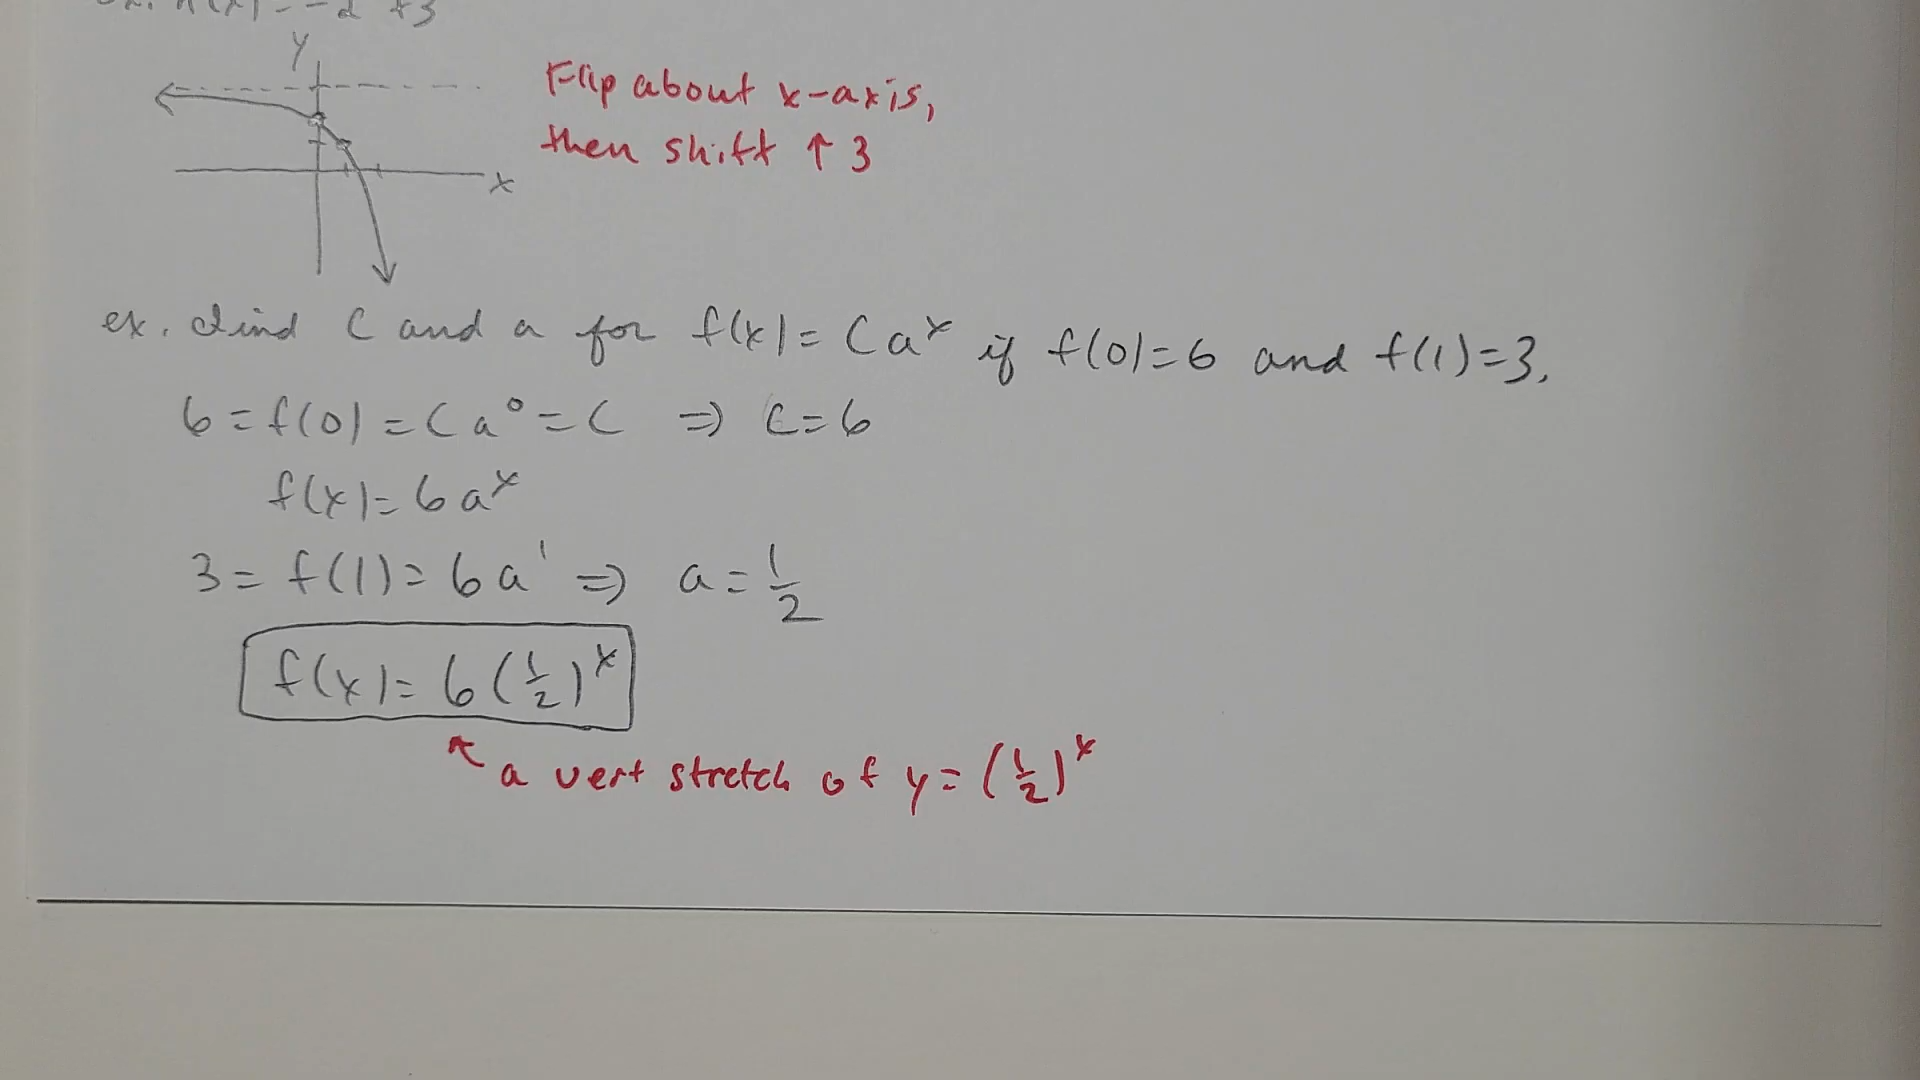 y
Flip about x-axis,
then shift ↑ 3
x
ex. Find C and a for f(x) = Ca^x if f(0)=6 and f(1)=3.
6 = f(0) = Ca^0 = C ⇒ C=6
f(x) = 6a^x
3 = f(1) = 6a^1 ⇒ a = 1/2
f(x) = 6(1/2)^x
↖ a vert stretch of y = (1/2)^x